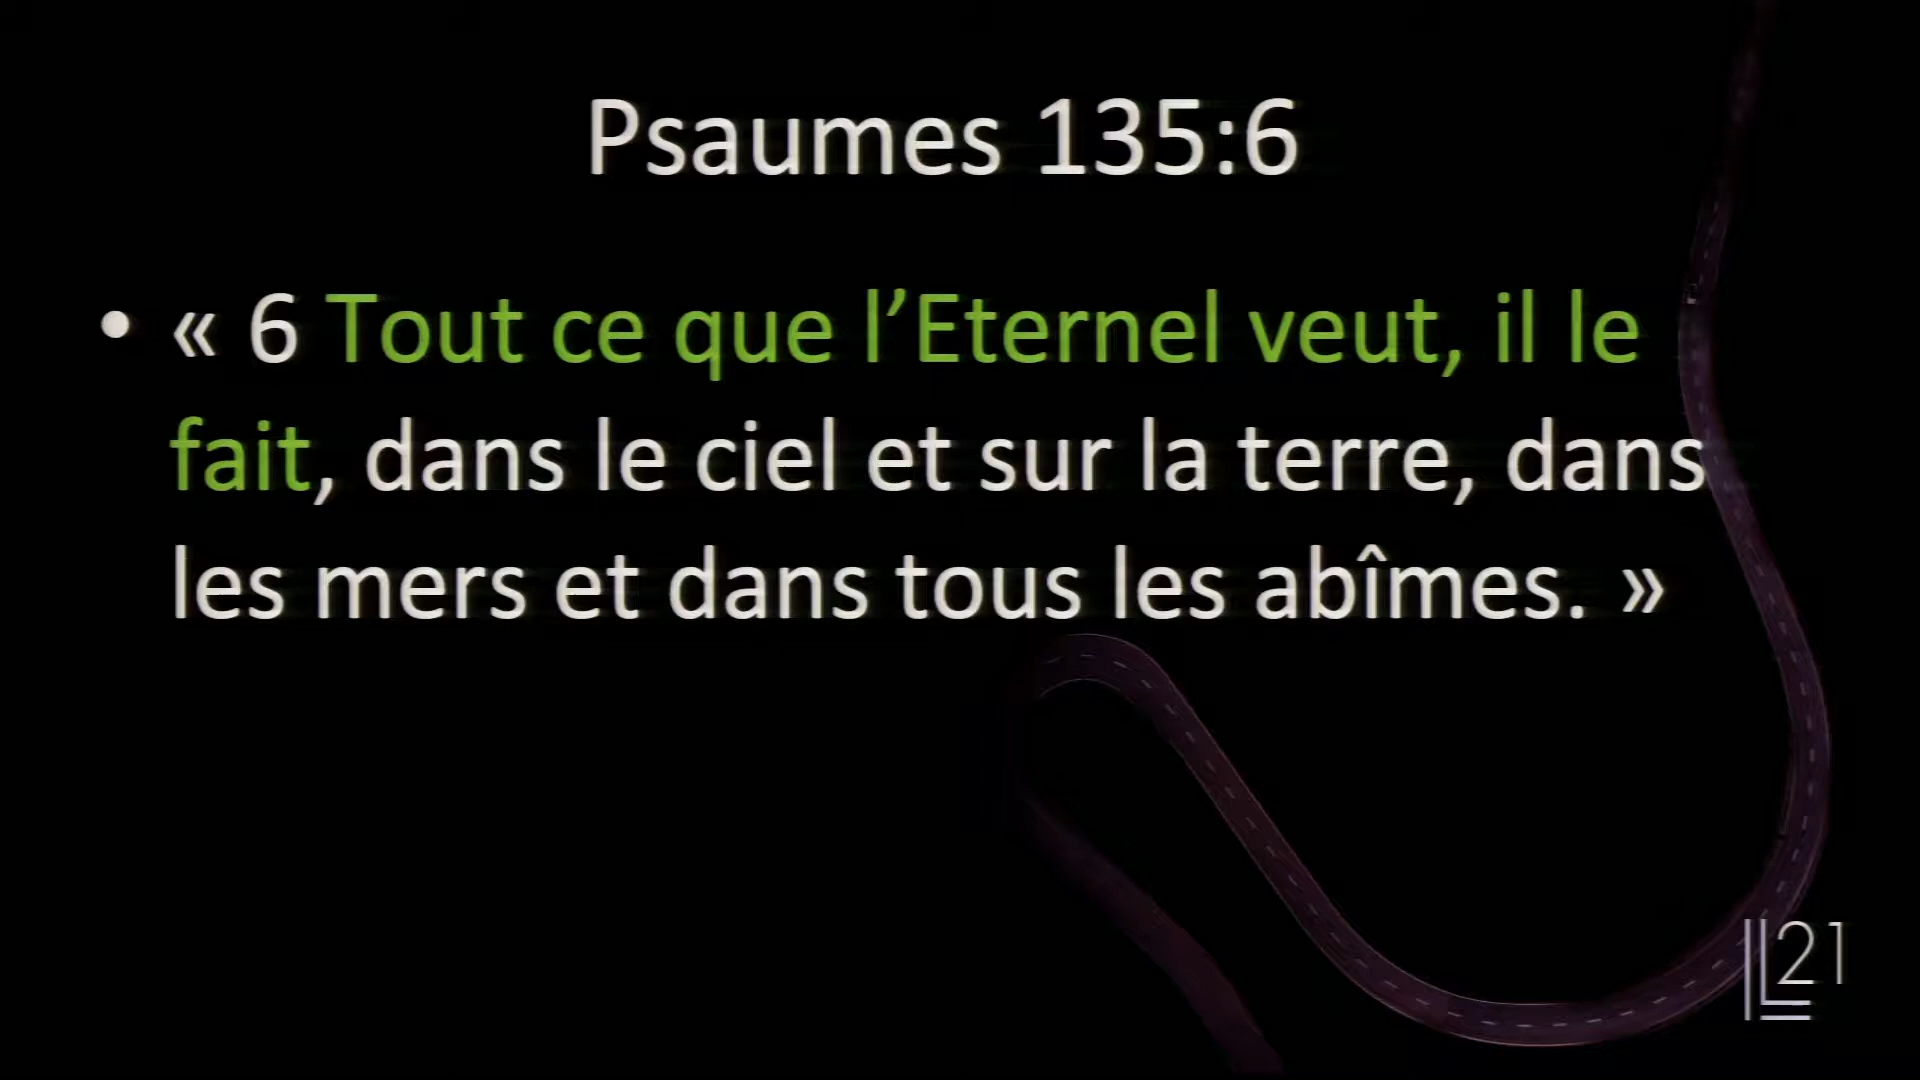 Psaumes 135:6
• « 6 Tout ce que l’Eternel veut, il le
fait, dans le ciel et sur la terre, dans
les mers et dans tous les abîmes. »
L21